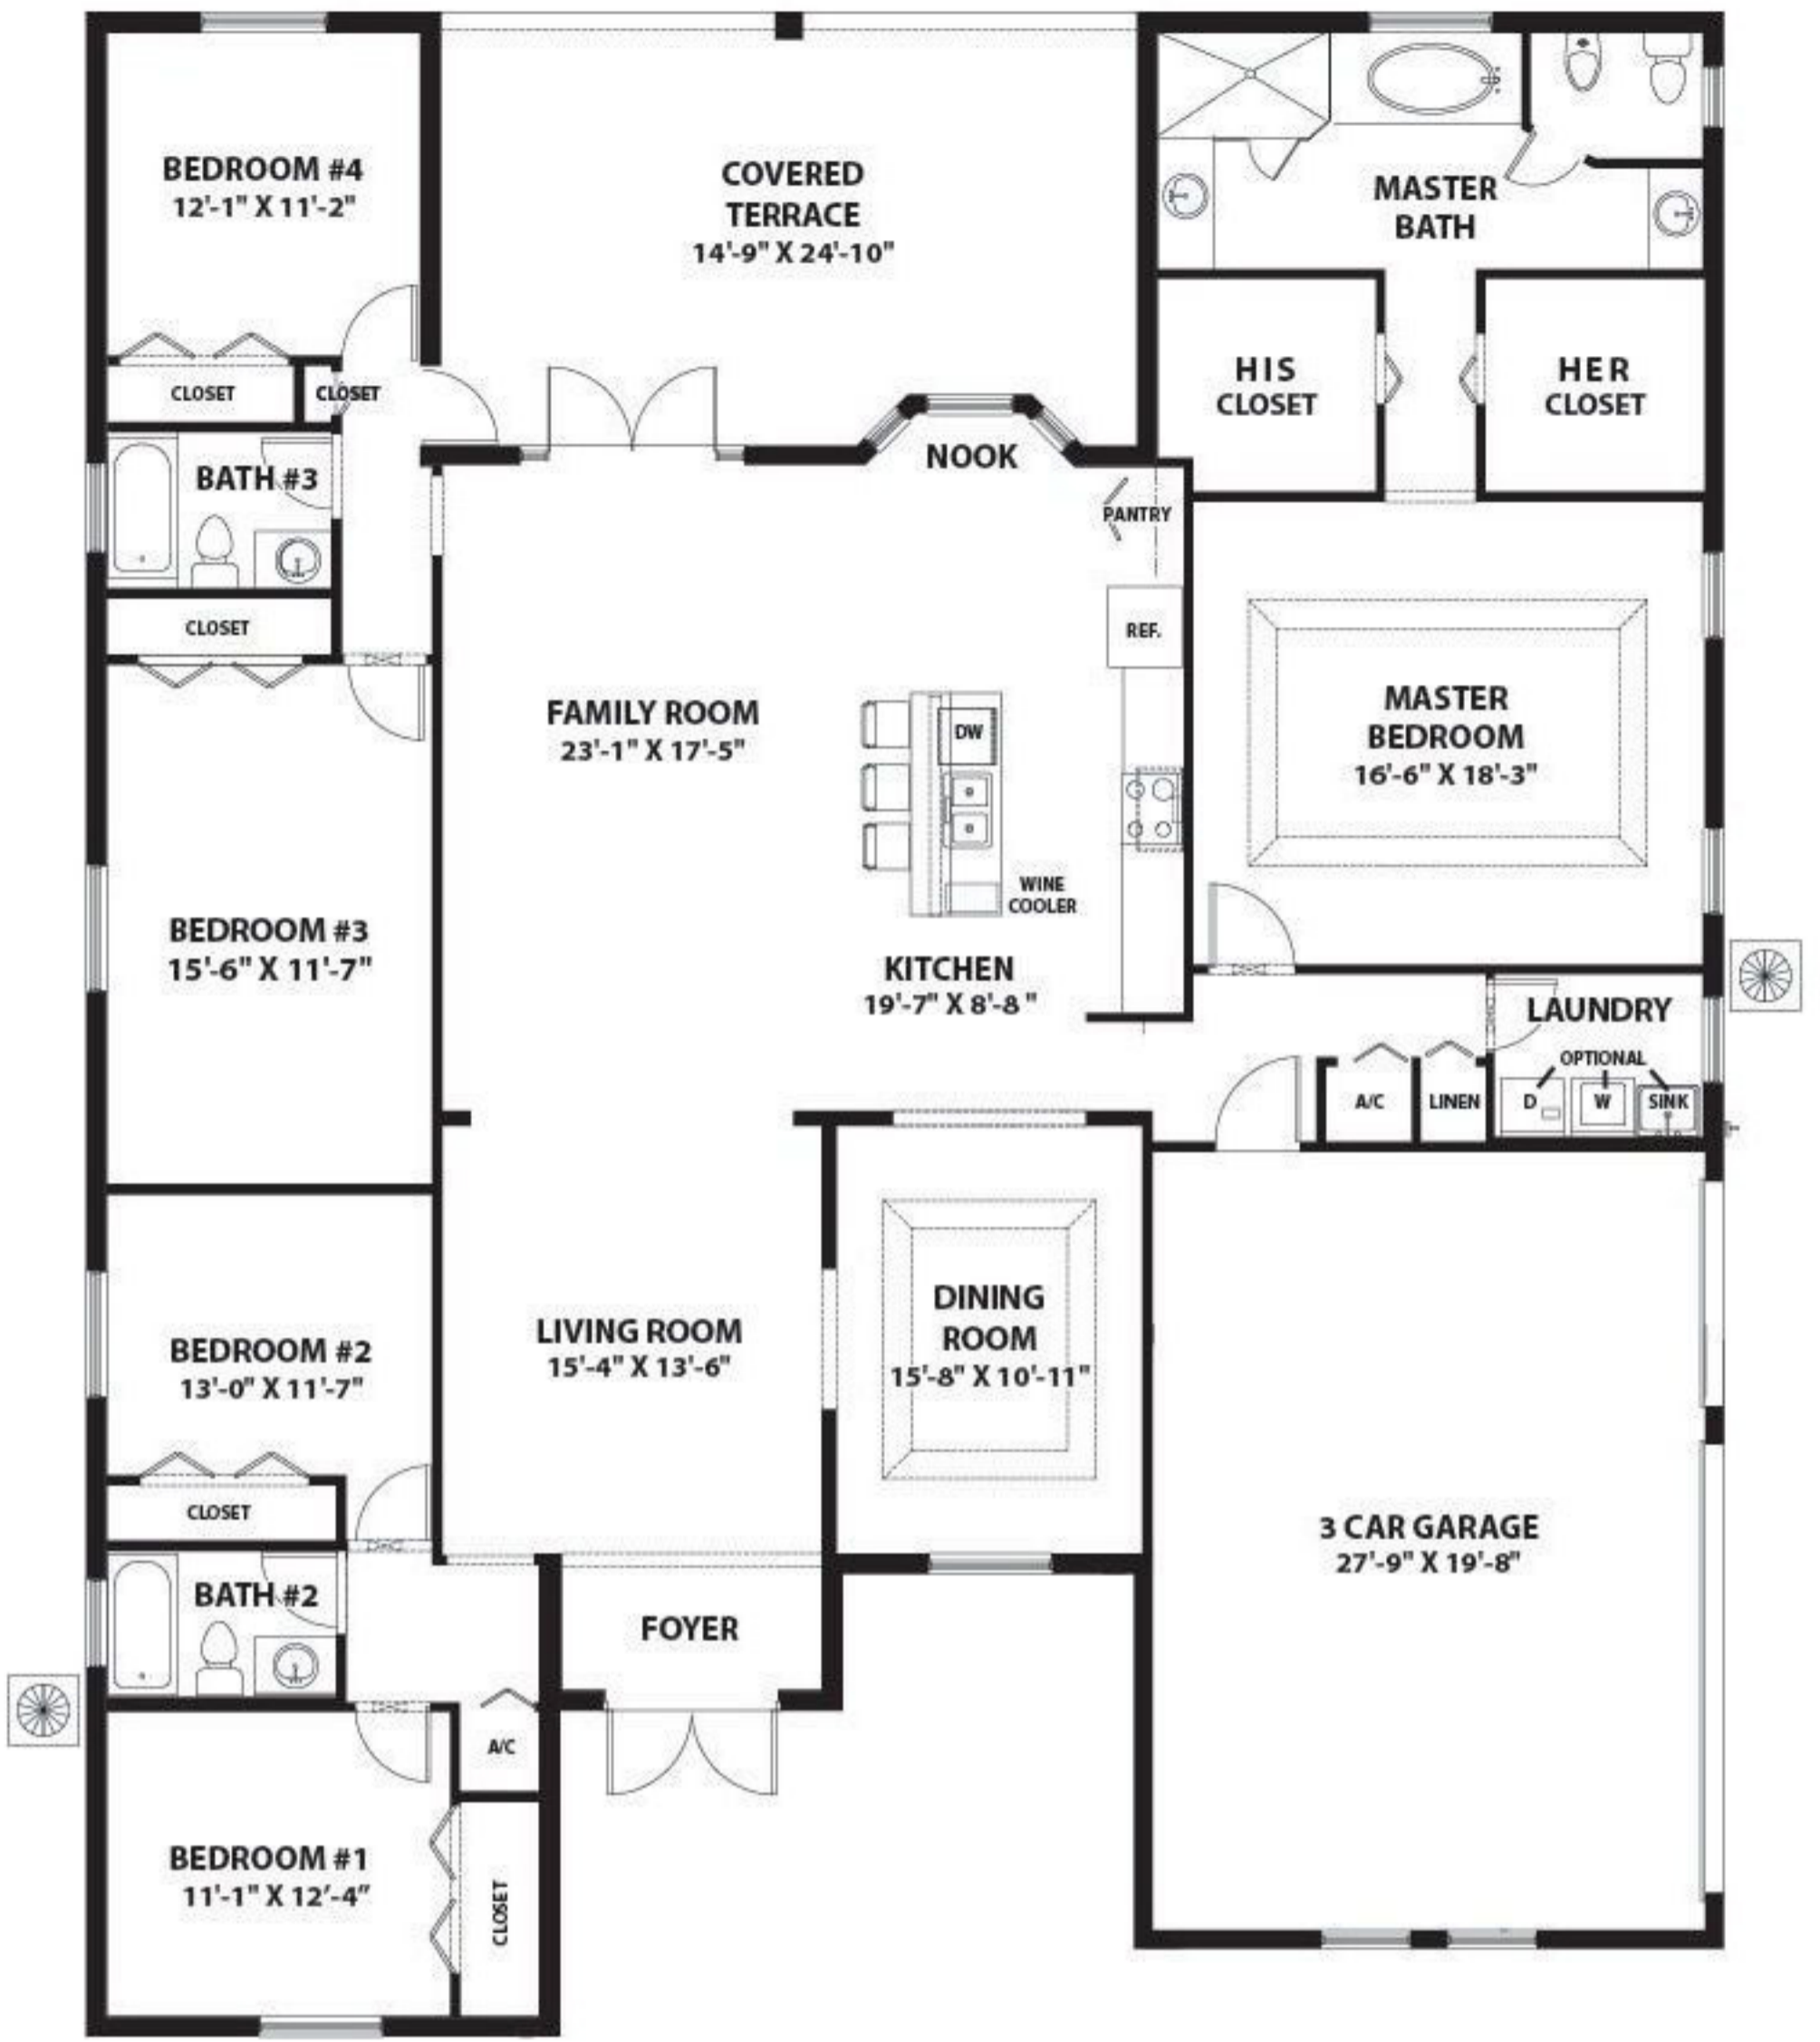 BEDROOM #4
12'-1" X 11'-2"
COVERED
TERRACE
14'-9" X 24'-10"
MASTER
BATH
CLOSET
CLOSET
HIS
CLOSET
HER
CLOSET
BATH #3
NOOK
PANTRY
CLOSET
REF.
FAMILY ROOM
23'-1" X 17'-5"
DW
MASTER
BEDROOM
16'-6" X 18'-3"
WINE
COOLER
BEDROOM #3
15'-6" X 11'-7"
KITCHEN
19'-7" X 8'-8 "
LAUNDRY
OPTIONAL
A/C
LINEN
D
W
SINK
BEDROOM #2
13'-0" X 11'-7"
LIVING ROOM
15'-4" X 13'-6"
DINING
ROOM
15'-8" X 10'-11"
CLOSET
3 CAR GARAGE
27'-9" X 19'-8"
BATH #2
FOYER
A/C
BEDROOM #1
11'-1" X 12'-4"
CLOSET